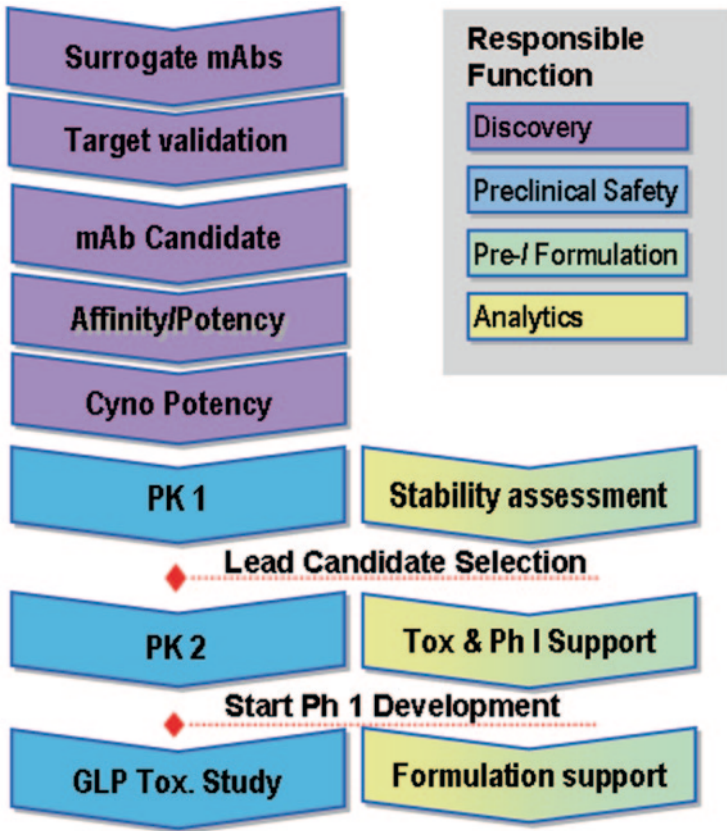 Surrogate mAbs
Target validation
mAb Candidate
Affinity/Potency
Cyno Potency
PK 1
Stability assessment
Lead Candidate Selection
PK 2
Tox & Ph I Support
Start Ph 1 Development
GLP Tox. Study
Formulation support
Responsible
Function
Discovery
Preclinical Safety
Pre-/ Formulation
Analytics